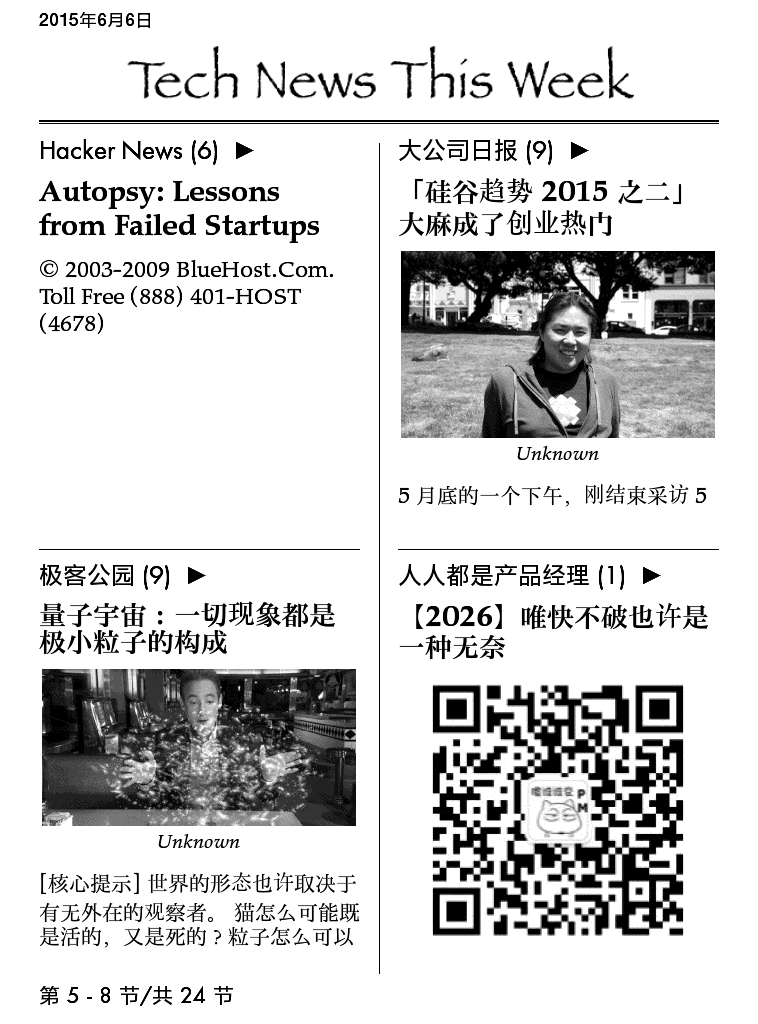 2015年6月6日
Tech News This Week
Hacker News (6) ▶
Autopsy: Lessons
from Failed Startups
© 2003-2009 BlueHost.Com.
Toll Free (888) 401-HOST
(4678)
大公司日报 (9) ▶
「硅谷趋势 2015 之二」
大麻成了创业热门
Unknown
5 月底的一个下午，刚结束采访 5
极客公园 (9) ▶
量子宇宙：一切现象都是
极小粒子的构成
Unknown
[核心提示] 世界的形态也许取决于
有无外在的观察者。 猫怎么可能既
是活的，又是死的？粒子怎么可以
人人都是产品经理 (1) ▶
【2026】唯快不破也许是
一种无奈
PM
第 5 - 8 节/共 24 节